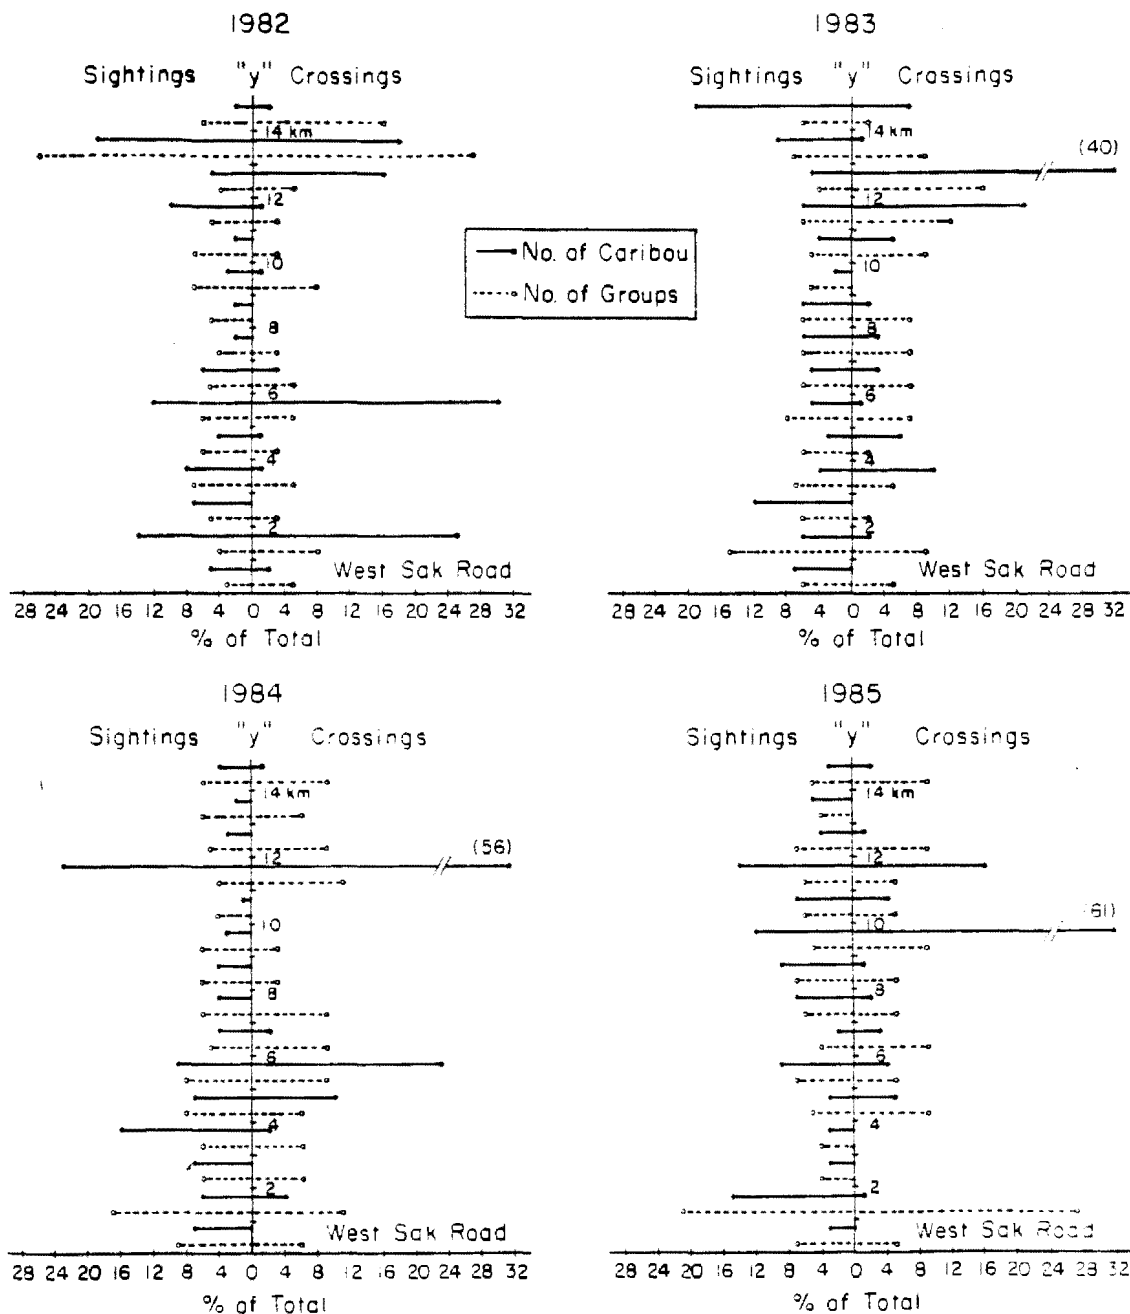 1982
Sightings "y" Crossings
14 km
12
10
8
6
4
2
West Sak Road
28 24 20 16 12 8 4 0 4 8 12 16 20 24 28 32
% of Total
1983
Sightings "y" Crossings
14 km
(40)
12
10
8
6
4
2
West Sak Road
28 24 20 16 12 8 4 0 4 8 12 16 20 24 28 32
% of Total
No. of Caribou
No. of Groups
1984
Sightings "y" Crossings
14 km
(56)
12
10
8
6
4
2
West Sak Road
28 24 20 16 12 8 4 0 4 8 12 16 20 24 28 32
% of Total
1985
Sightings "y" Crossings
14 km
12
(61)
10
8
6
4
2
West Sak Road
28 24 20 16 12 8 4 0 4 8 12 16 20 24 28 32
% of Total